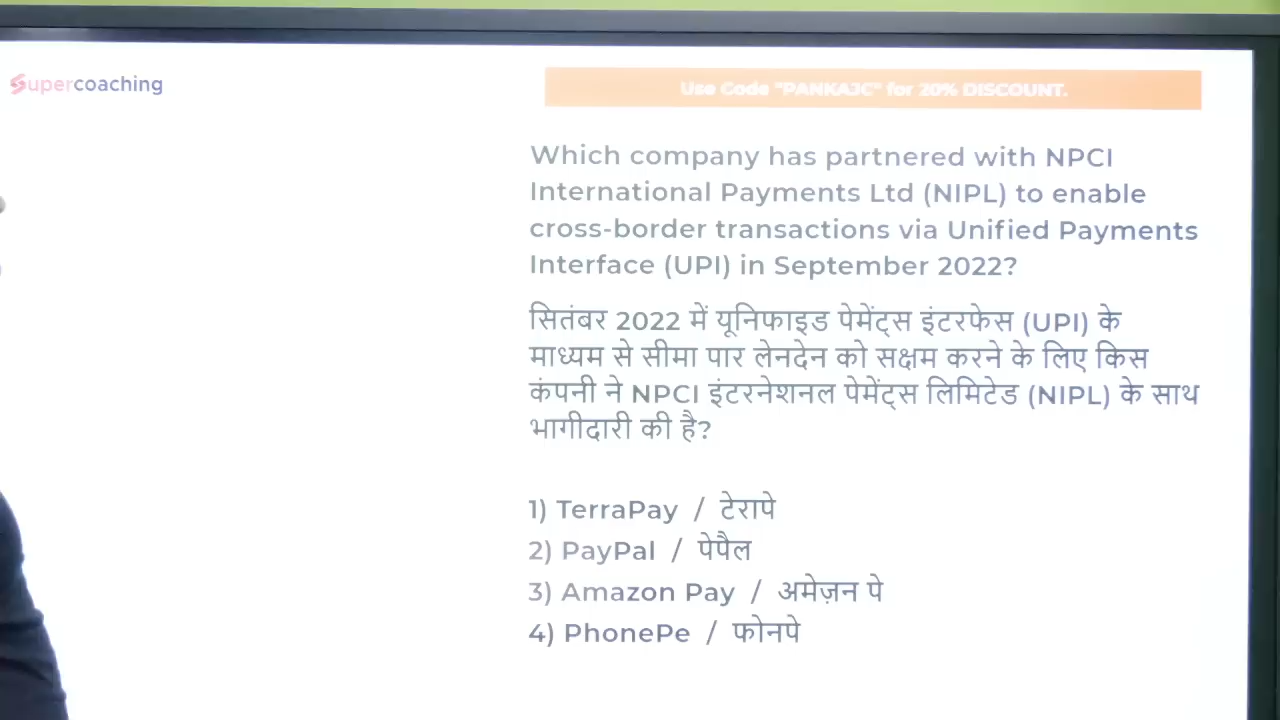 Supercoaching
Use Code "PANKAJC" for 20% DISCOUNT.
Which company has partnered with NPCI
International Payments Ltd (NIPL) to enable
cross-border transactions via Unified Payments
Interface (UPI) in September 2022?
सितंबर 2022 में यूनिफाइड पेमेंट्स इंटरफेस (UPI) के
माध्यम से सीमा पार लेनदेन को सक्षम करने के लिए किस
कंपनी ने NPCI इंटरनेशनल पेमेंट्स लिमिटेड (NIPL) के साथ
भागीदारी की है?
1) TerraPay / टेरापे
2) PayPal / पेपैल
3) Amazon Pay / अमेज़न पे
4) PhonePe / फोनपे